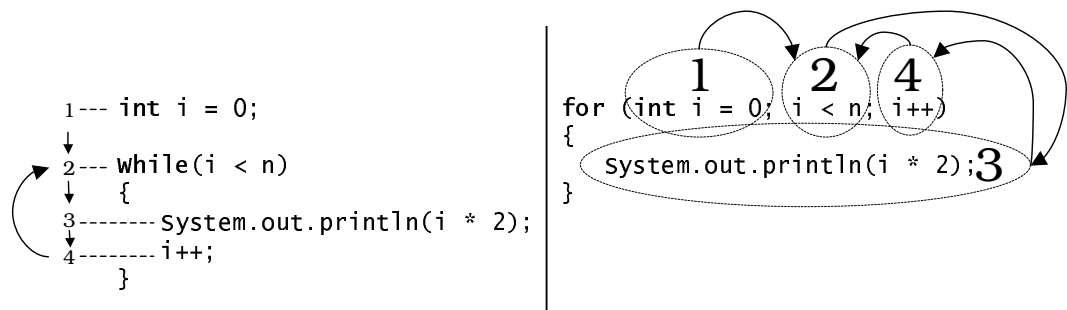 1--- int i = 0;
2--- while(i < n)
{
3-------- System.out.println(i * 2);
4-------- i++;
}
1 2 4
for (int i = 0; i < n; i++)
{
System.out.println(i * 2); 3
}